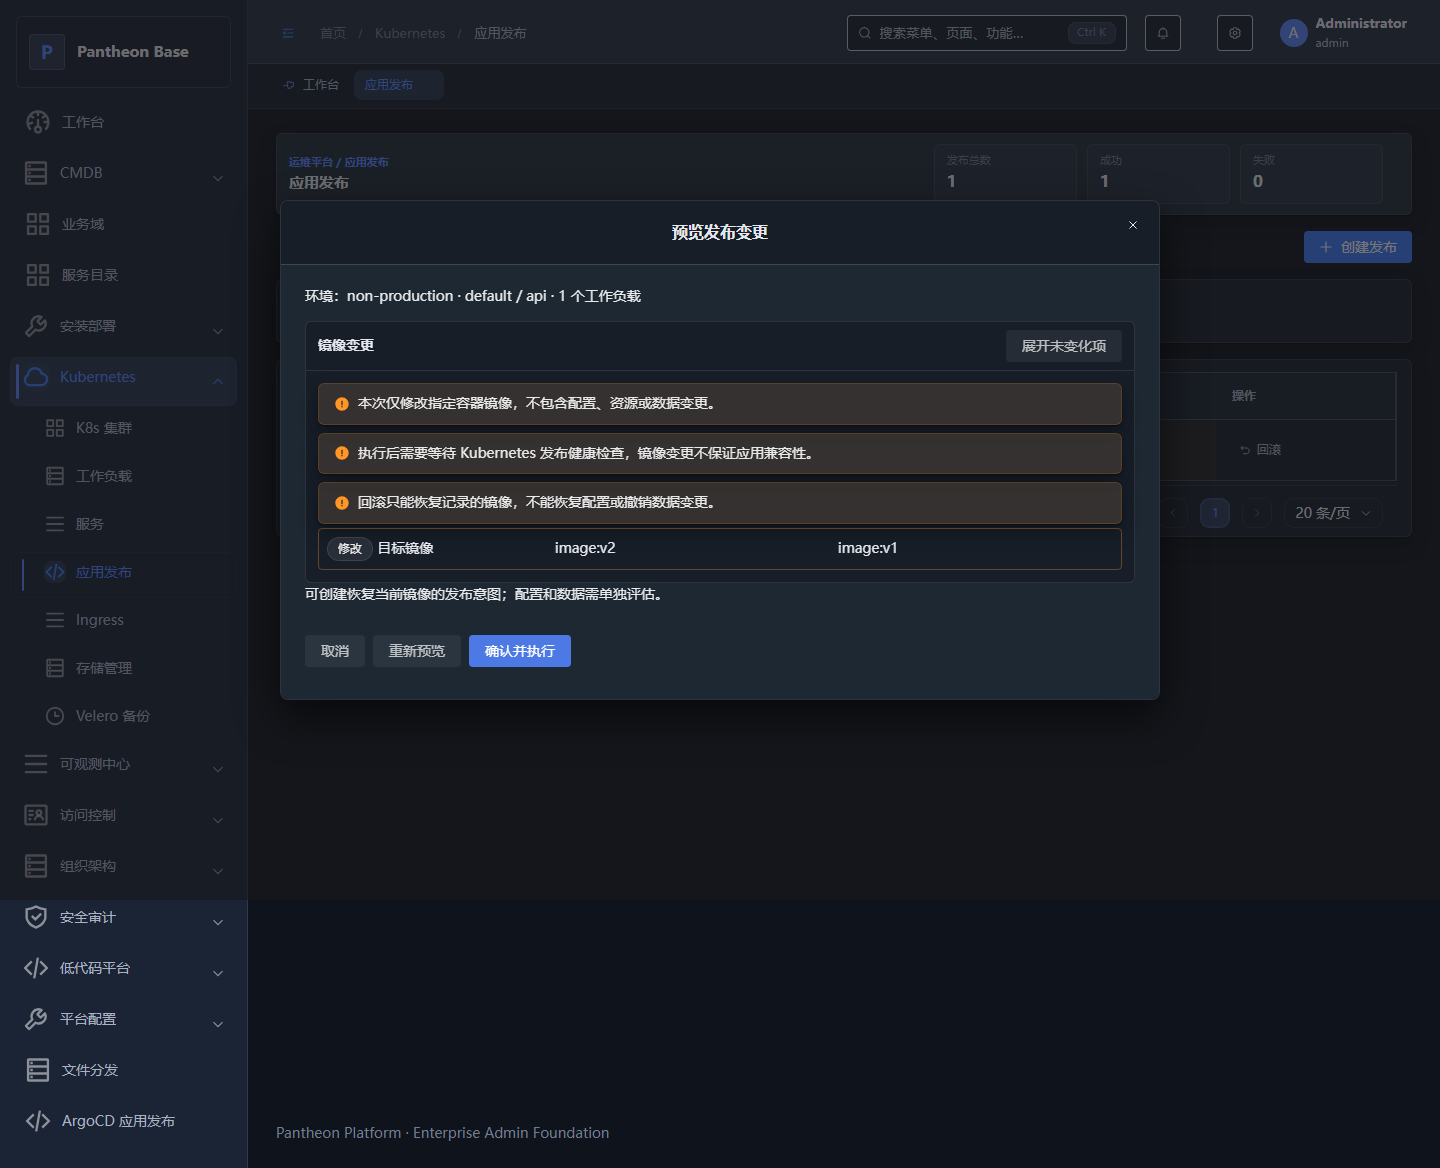 P Pantheon Base
首页 / Kubernetes / 应用发布
搜索菜单、页面、功能... Ctrl K
A Administrator
admin
工作台 应用发布
工作台
CMDB
业务域
服务目录
安装部署
Kubernetes
K8s 集群
工作负载
服务
应用发布
Ingress
存储管理
Velero 备份
可观测中心
访问控制
组织架构
安全审计
低代码平台
平台配置
文件分发
ArgoCD 应用发布
运维平台 / 应用发布
应用发布
发布总数
1
成功
1
失败
0
创建发布
操作
回滚
1 20 条/页
预览发布变更
环境：non-production · default / api · 1 个工作负载
镜像变更 展开未变化项
本次仅修改指定容器镜像，不包含配置、资源或数据变更。
执行后需要等待 Kubernetes 发布健康检查，镜像变更不保证应用兼容性。
回滚只能恢复记录的镜像，不能恢复配置或撤销数据变更。
修改 目标镜像 image:v2 image:v1
可创建恢复当前镜像的发布意图；配置和数据需单独评估。
取消 重新预览 确认并执行
Pantheon Platform · Enterprise Admin Foundation